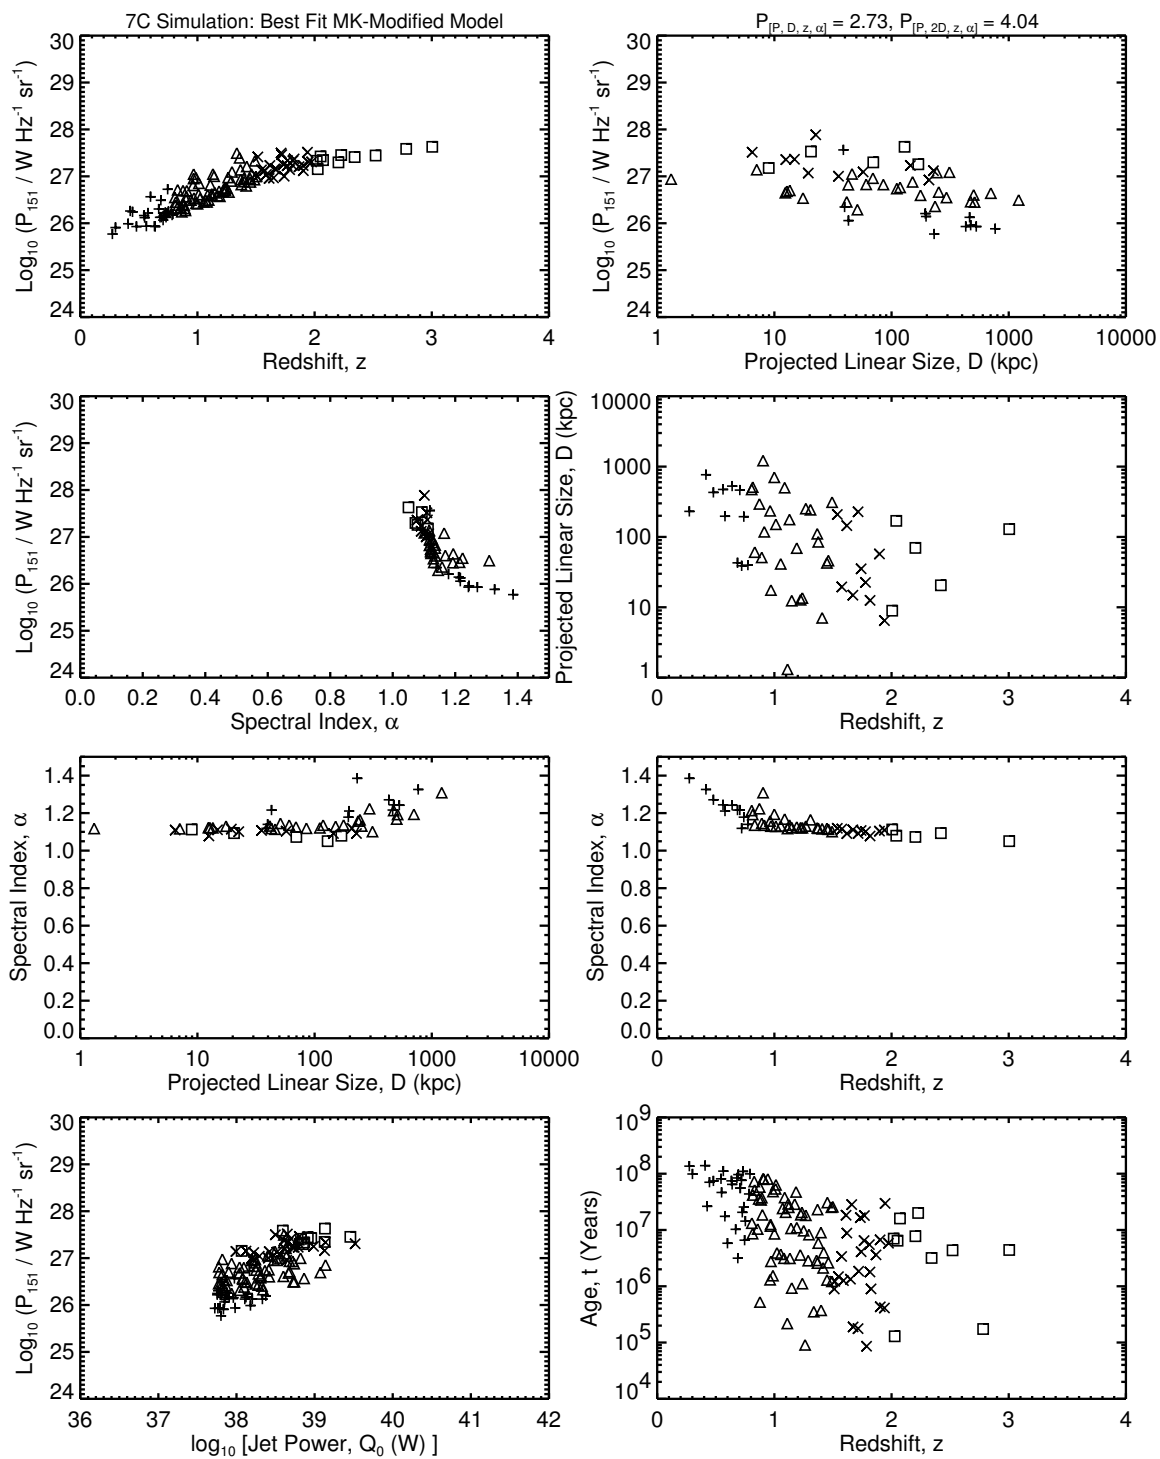 7C Simulation: Best Fit MK-Modified Model
P[P, D, z, α] = 2.73, P[P, 2D, z, α] = 4.04
Log10 (P151 / W Hz-1 sr-1)
30
29
28
27
26
25
24
0 1 2 3 4
Redshift, z
Log10 (P151 / W Hz-1 sr-1)
30
29
28
27
26
25
24
1 10 100 1000 10000
Projected Linear Size, D (kpc)
Log10 (P151 / W Hz-1 sr-1)
30
29
28
27
26
25
24
0.0 0.2 0.4 0.6 0.8 1.0 1.2 1.4
Spectral Index, α
Projected Linear Size, D (kpc)
10000
1000
100
10
1
0 1 2 3 4
Redshift, z
Spectral Index, α
1.4
1.2
1.0
0.8
0.6
0.4
0.2
0.0
1 10 100 1000 10000
Projected Linear Size, D (kpc)
Spectral Index, α
1.4
1.2
1.0
0.8
0.6
0.4
0.2
0.0
0 1 2 3 4
Redshift, z
Log10 (P151 / W Hz-1 sr-1)
30
29
28
27
26
25
24
36 37 38 39 40 41 42
log10 [Jet Power, Q0 (W) ]
Age, t (Years)
10^9
10^8
10^7
10^6
10^5
10^4
0 1 2 3 4
Redshift, z